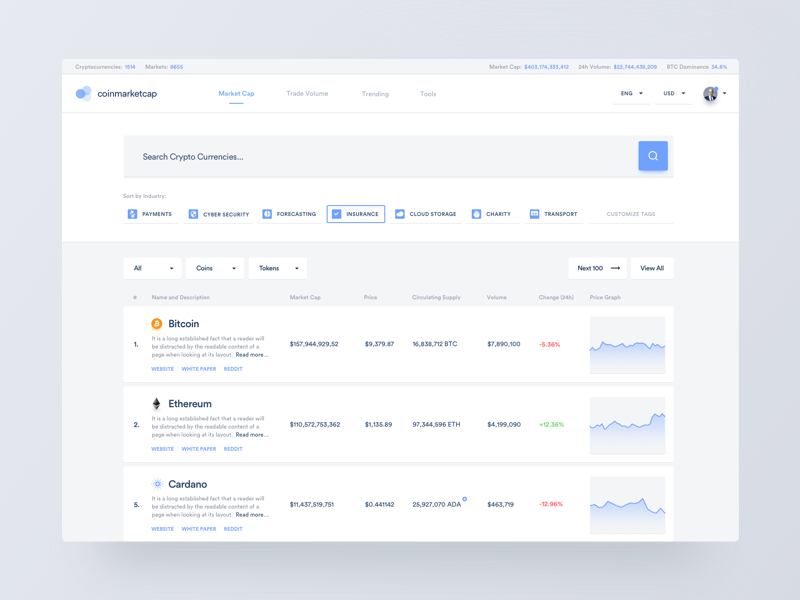 Cryptocurrencies: 1514 Markets: 8605 Market Cap: $403,174,353,412 24h Volume: $22,744,438,209 BTC Dominance 34.8%
coinmarketcap Market Cap Trade Volume Trending Tools ENG USD
Search Crypto Currencies...
Sort by Industry:
PAYMENTS CYBER SECURITY FORECASTING INSURANCE CLOUD STORAGE CHARITY TRANSPORT CUSTOMIZE TAGS
All Coins Tokens Next 100 View All
# Name and Description Market Cap Price Circulating Supply Volume Change (24h) Price Graph
Bitcoin
It is a long established fact that a reader will
1. be distracted by the readable content of a $157,944,929,52 $9,379.87 16,838,712 BTC $7,890,100 -5.36%
page when looking at its layout. Read more...
WEBSITE WHITE PAPER REDDIT
Ethereum
It is a long established fact that a reader will
2. be distracted by the readable content of a $110,572,753,362 $1,135.89 97,344,596 ETH $4,199,090 +12.36%
page when looking at its layout. Read more...
WEBSITE WHITE PAPER REDDIT
Cardano
It is a long established fact that a reader will
5. be distracted by the readable content of a $11,437,519,751 $0.441142 25,927,070 ADA $463,719 -12.96%
page when looking at its layout. Read more...
WEBSITE WHITE PAPER REDDIT